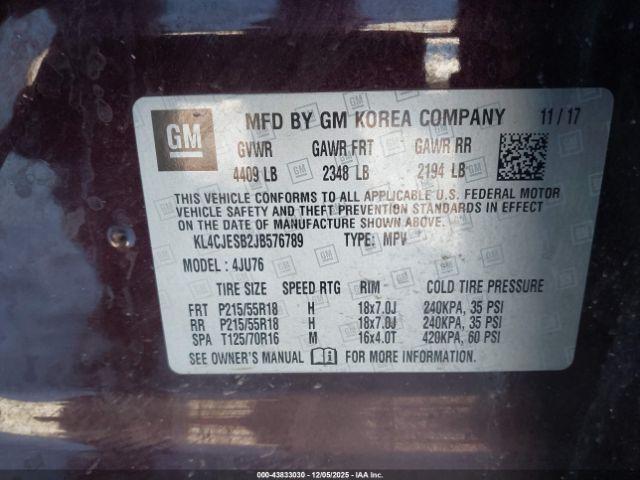 GM
MFD BY GM KOREA COMPANY 11/17
GVWR GAWR FRT GAWR RR
4409 LB 2348 LB 2194 LB
THIS VEHICLE CONFORMS TO ALL APPLICABLE U.S. FEDERAL MOTOR
VEHICLE SAFETY AND THEFT PREVENTION STANDARDS IN EFFECT
ON THE DATE OF MANUFACTURE SHOWN ABOVE.
KL4CJESB2JB576789 TYPE: MPV
MODEL : 4JU76
TIRE SIZE SPEED RTG RIM COLD TIRE PRESSURE
FRT P215/55R18 H 18x7.0J 240KPA, 35 PSI
RR P215/55R18 H 18x7.0J 240KPA, 35 PSI
SPA T125/70R16 M 16x4.0T 420KPA, 60 PSI
SEE OWNER'S MANUAL FOR MORE INFORMATION
000-43833030 - 12/05/2025 - COPART/IAA